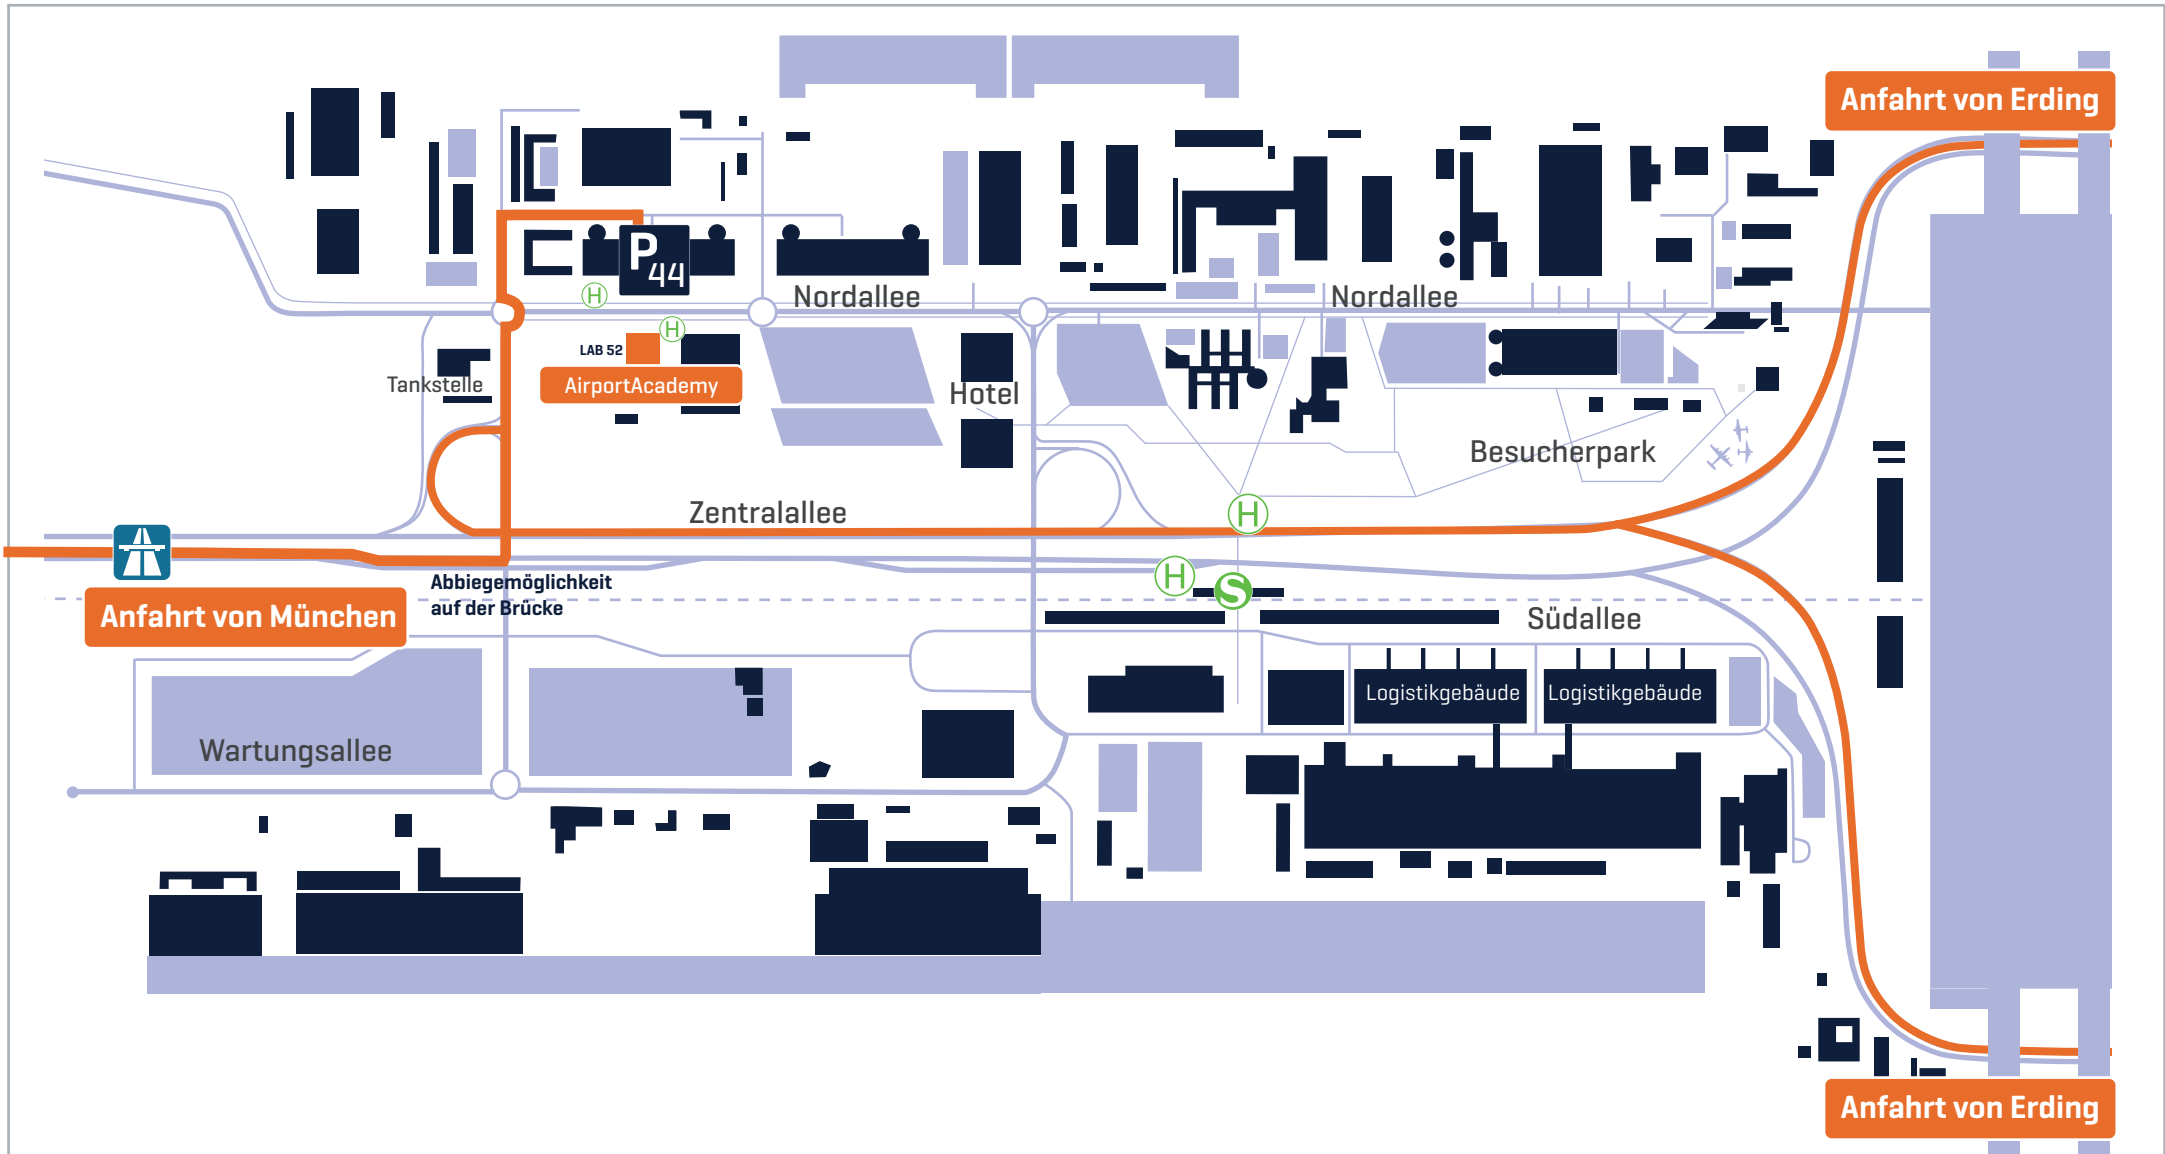 Anfahrt von Erding
P
44
H
Nordallee
Nordallee
H
LAB 52
AirportAcademy
Tankstelle
Hotel
Besucherpark
Zentralallee
H
Abbiegemöglichkeit
auf der Brücke
H
S
Anfahrt von München
Südallee
Logistikgebäude
Logistikgebäude
Wartungsallee
Anfahrt von Erding